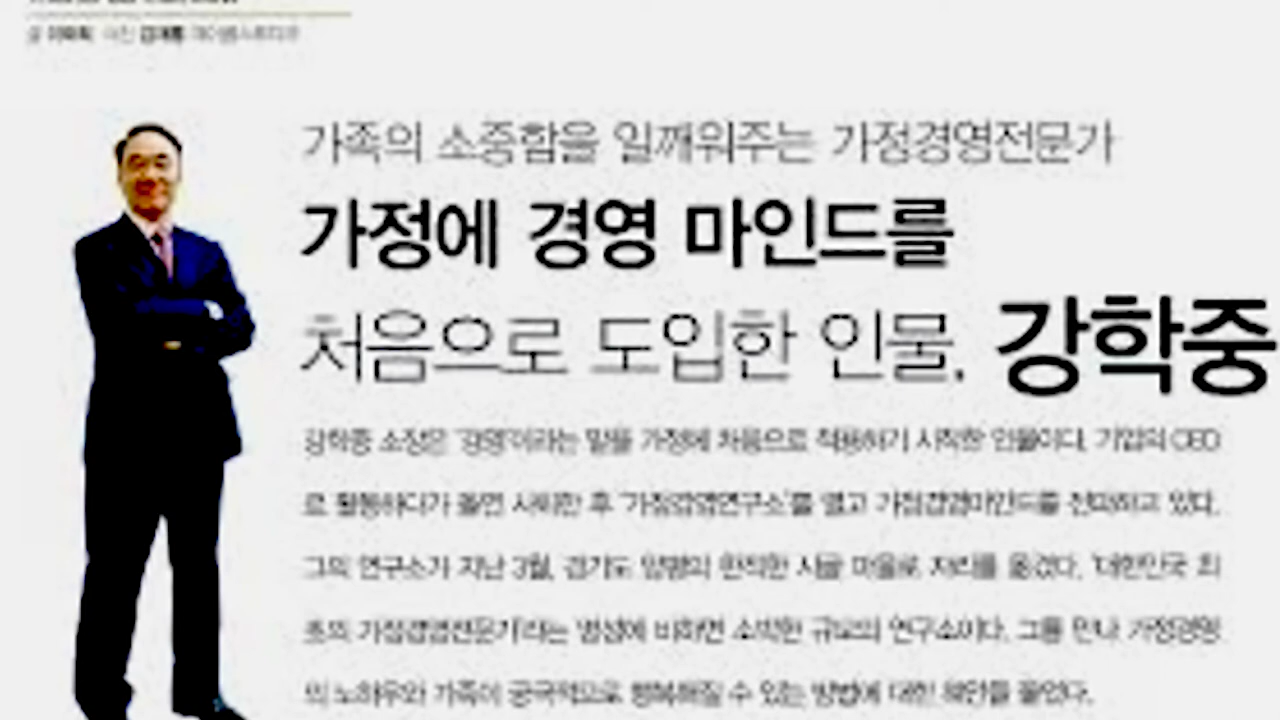 가족의 소중함을 일깨워주는 가정경영전문가
가정에 경영 마인드를
처음으로 도입한 인물, 강학중
강학중 소장은 '경영'이라는 말을 가정에 처음으로 적용하기 시작한 인물이다. 기업의 CEO
로 활동하다가 돌연 사퇴한 후 '가정경영연구소'를 열고 가정경영마인드를 전파하고 있다.
그의 연구소가 지난 3월, 경기도 양평의 한적한 시골 마을로 자리를 옮겼다. '대한민국 최
초의 가정경영전문가'라는 명성에 비하면 소박한 규모의 연구소이다. 그를 만나 가정경영
의 노하우와 가족이 궁극적으로 행복해질 수 있는 방법에 대한 해안을 들었다.